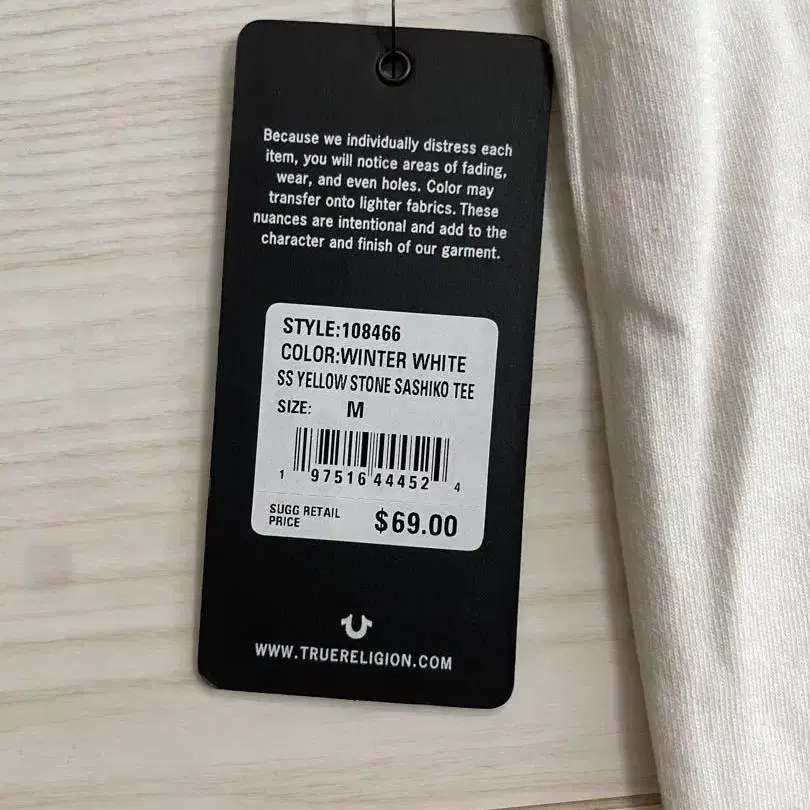 Because we individually distress each
item, you will notice areas of fading,
wear, and even holes. Color may
transfer onto lighter fabrics. These
nuances are intentional and add to the
character and finish of our garment.
STYLE:108466
COLOR:WINTER WHITE
SS YELLOW STONE SASHIKO TEE
SIZE: M
1 97516 44452 4
SUGG RETAIL
PRICE $69.00
WWW.TRUERELIGION.COM